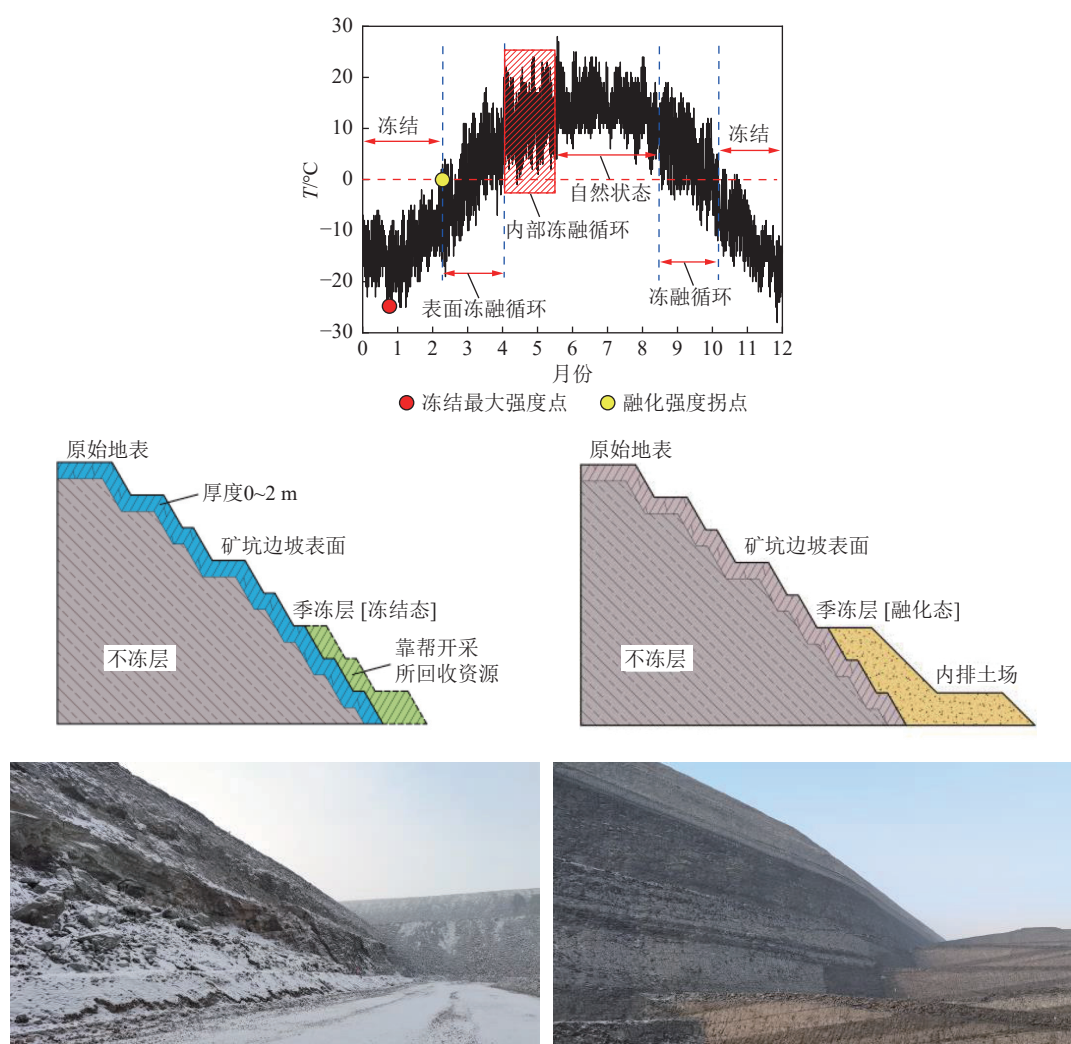 30
20
10
0
−10
−20
−30
T/°C
冻结
冻结
自然状态
内部冻融循环
表面冻融循环
冻融循环
0 1 2 3 4 5 6 7 8 9 10 11 12
月份
冻结最大强度点 融化强度拐点
原始地表
厚度0~2 m
矿坑边坡表面
季冻层 [冻结态]
靠帮开采
所回收资源
不冻层
原始地表
矿坑边坡表面
季冻层 [融化态]
内排土场
不冻层